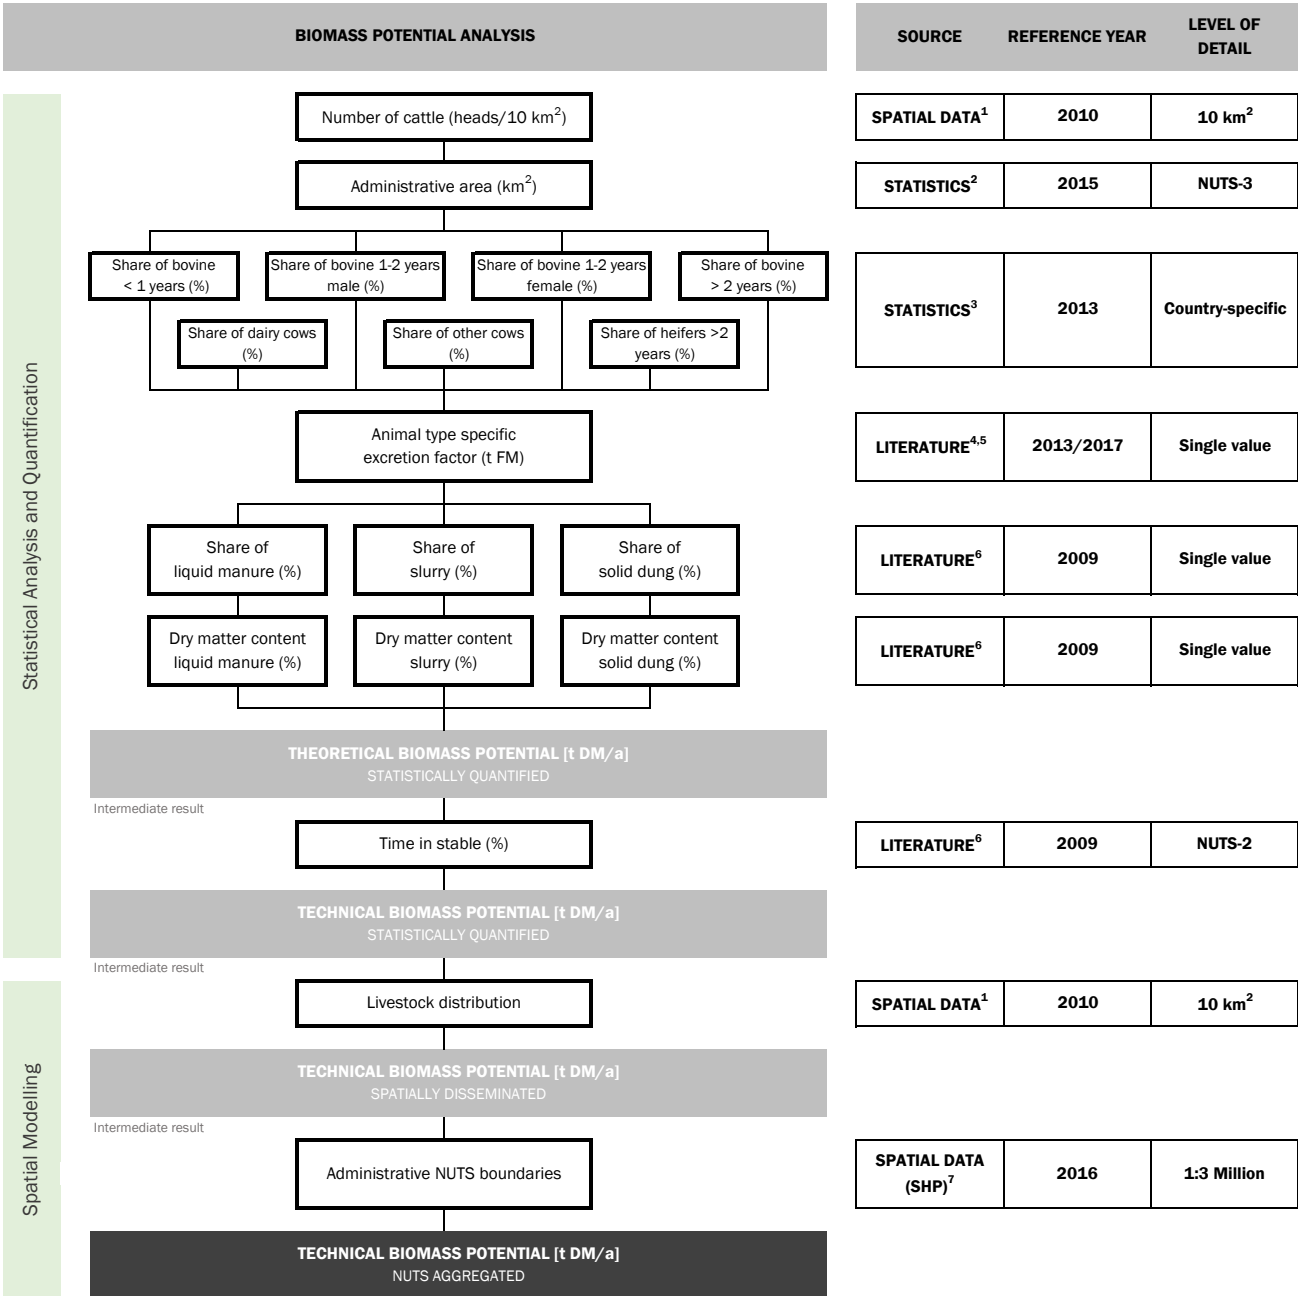 BIOMASS POTENTIAL ANALYSIS
SOURCE
REFERENCE YEAR
LEVEL OF
DETAIL
Statistical Analysis and Quantification
Number of cattle (heads/10 km²)
SPATIAL DATA¹
2010
10 km²
Administrative area (km²)
STATISTICS²
2015
NUTS-3
Share of bovine
< 1 years (%)
Share of bovine 1-2 years
male (%)
Share of bovine 1-2 years
female (%)
Share of bovine
> 2 years (%)
Share of dairy cows
(%)
Share of other cows
(%)
Share of heifers >2
years (%)
STATISTICS³
2013
Country-specific
Animal type specific
excretion factor (t FM)
LITERATURE⁴,⁵
2013/2017
Single value
Share of
liquid manure (%)
Share of
slurry (%)
Share of
solid dung (%)
LITERATURE⁶
2009
Single value
Dry matter content
liquid manure (%)
Dry matter content
slurry (%)
Dry matter content
solid dung (%)
LITERATURE⁶
2009
Single value
THEORETICAL BIOMASS POTENTIAL [t DM/a]
STATISTICALLY QUANTIFIED
Intermediate result
Time in stable (%)
LITERATURE⁶
2009
NUTS-2
TECHNICAL BIOMASS POTENTIAL [t DM/a]
STATISTICALLY QUANTIFIED
Intermediate result
Spatial Modelling
Livestock distribution
SPATIAL DATA¹
2010
10 km²
TECHNICAL BIOMASS POTENTIAL [t DM/a]
SPATIALLY DISSEMINATED
Intermediate result
Administrative NUTS boundaries
SPATIAL DATA
(SHP)⁷
2016
1:3 Million
TECHNICAL BIOMASS POTENTIAL [t DM/a]
NUTS AGGREGATED